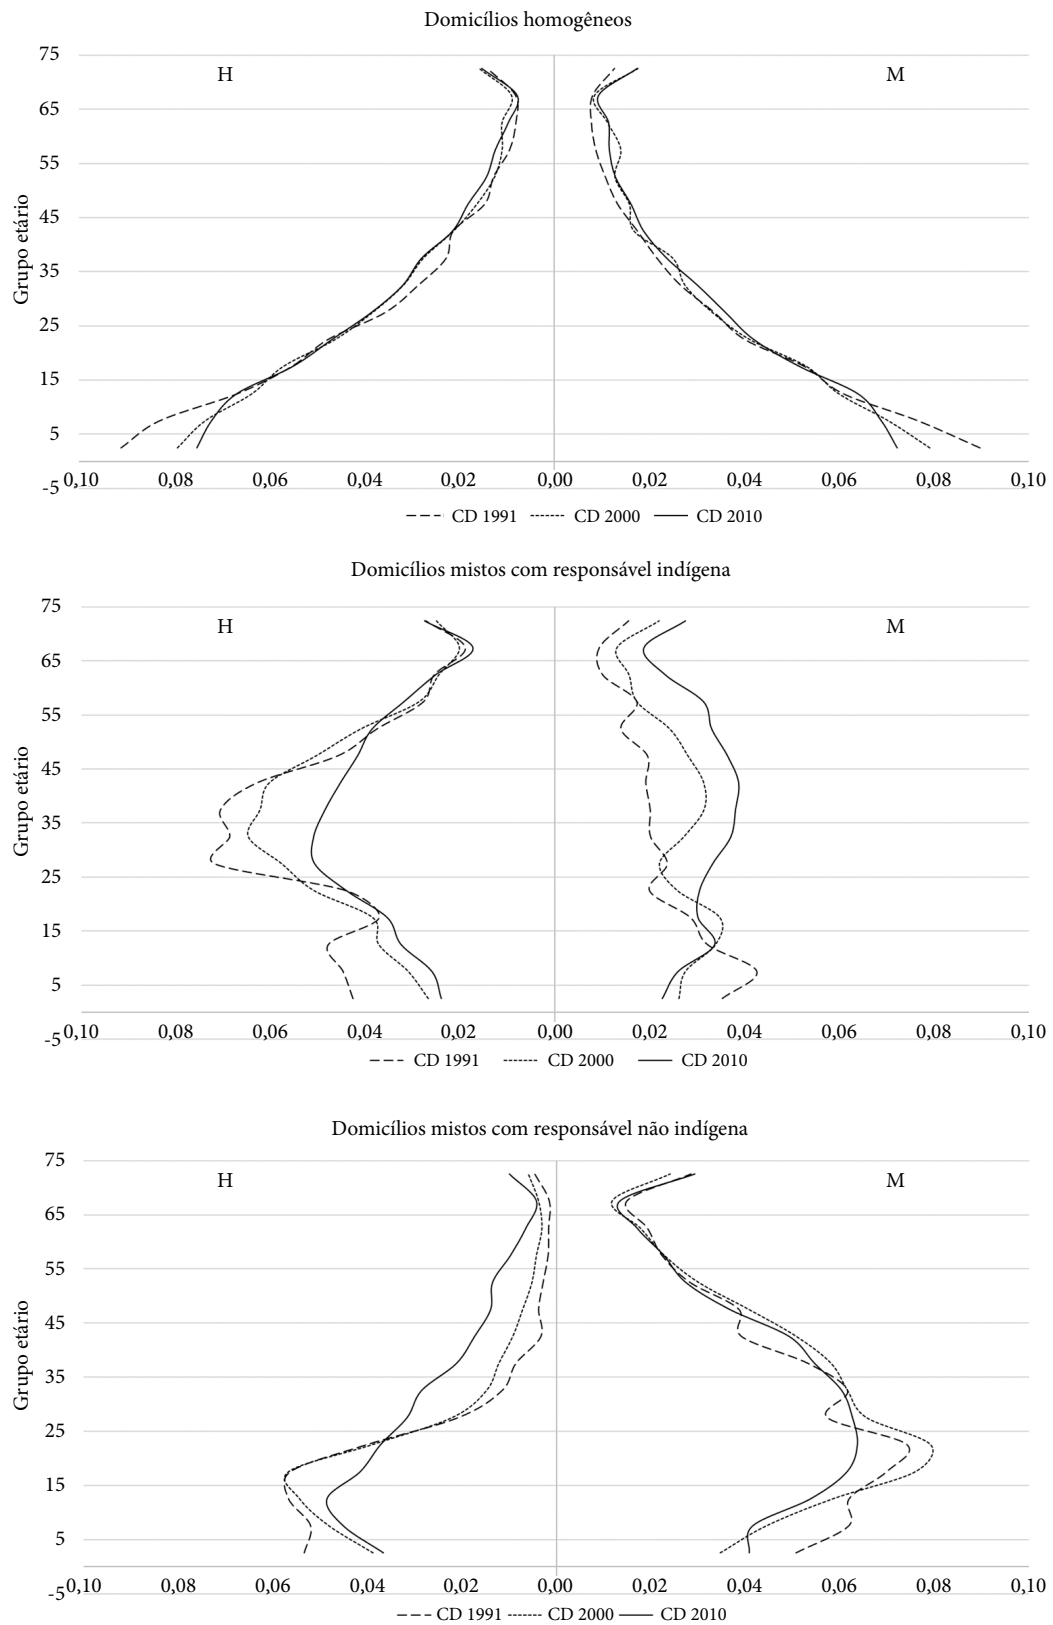 Domicílios homogêneos
75
H
M
65
55
45
35
25
15
5
-5
Grupo etário
0,10 0,08 0,06 0,04 0,02 0,00 0,02 0,04 0,06 0,08 0,10
CD 1991 CD 2000 CD 2010
Domicílios mistos com responsável indígena
75
H
M
65
55
45
35
25
15
5
-5
Grupo etário
0,10 0,08 0,06 0,04 0,02 0,00 0,02 0,04 0,06 0,08 0,10
CD 1991 CD 2000 CD 2010
Domicílios mistos com responsável não indígena
75
H
M
65
55
45
35
25
15
5
-5
Grupo etário
0,10 0,08 0,06 0,04 0,02 0,00 0,02 0,04 0,06 0,08 0,10
CD 1991 CD 2000 CD 2010